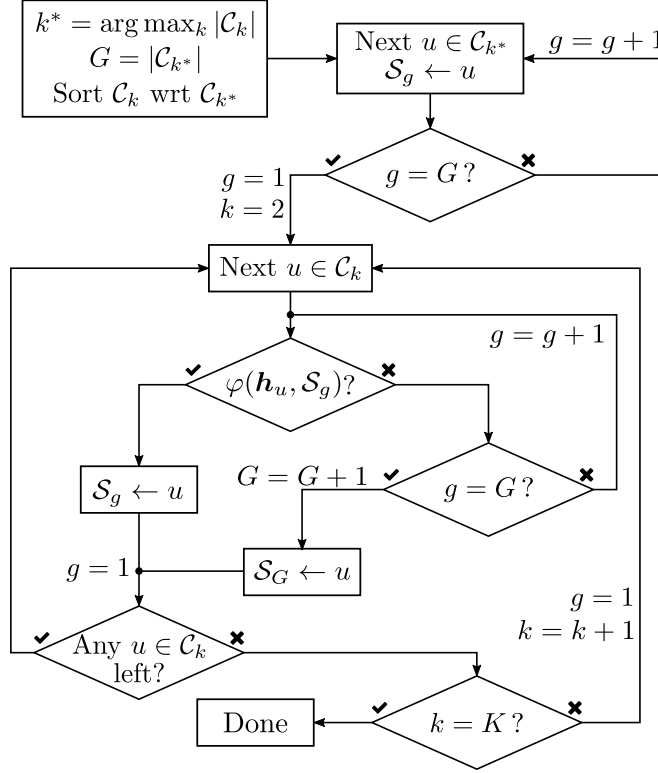 k* = arg max_k |𝒞_k|
G = |𝒞_{k*}|
Sort 𝒞_k wrt 𝒞_{k*}
Next u ∈ 𝒞_{k*}
𝒮_g ← u
g = g + 1
g = G ?
g = 1
k = 2
Next u ∈ 𝒞_k
g = g + 1
φ(𝒉_u, 𝒮_g)?
𝒮_g ← u
G = G + 1
g = G ?
g = 1
𝒮_G ← u
g = 1
k = k + 1
Any u ∈ 𝒞_k
left?
Done
k = K ?